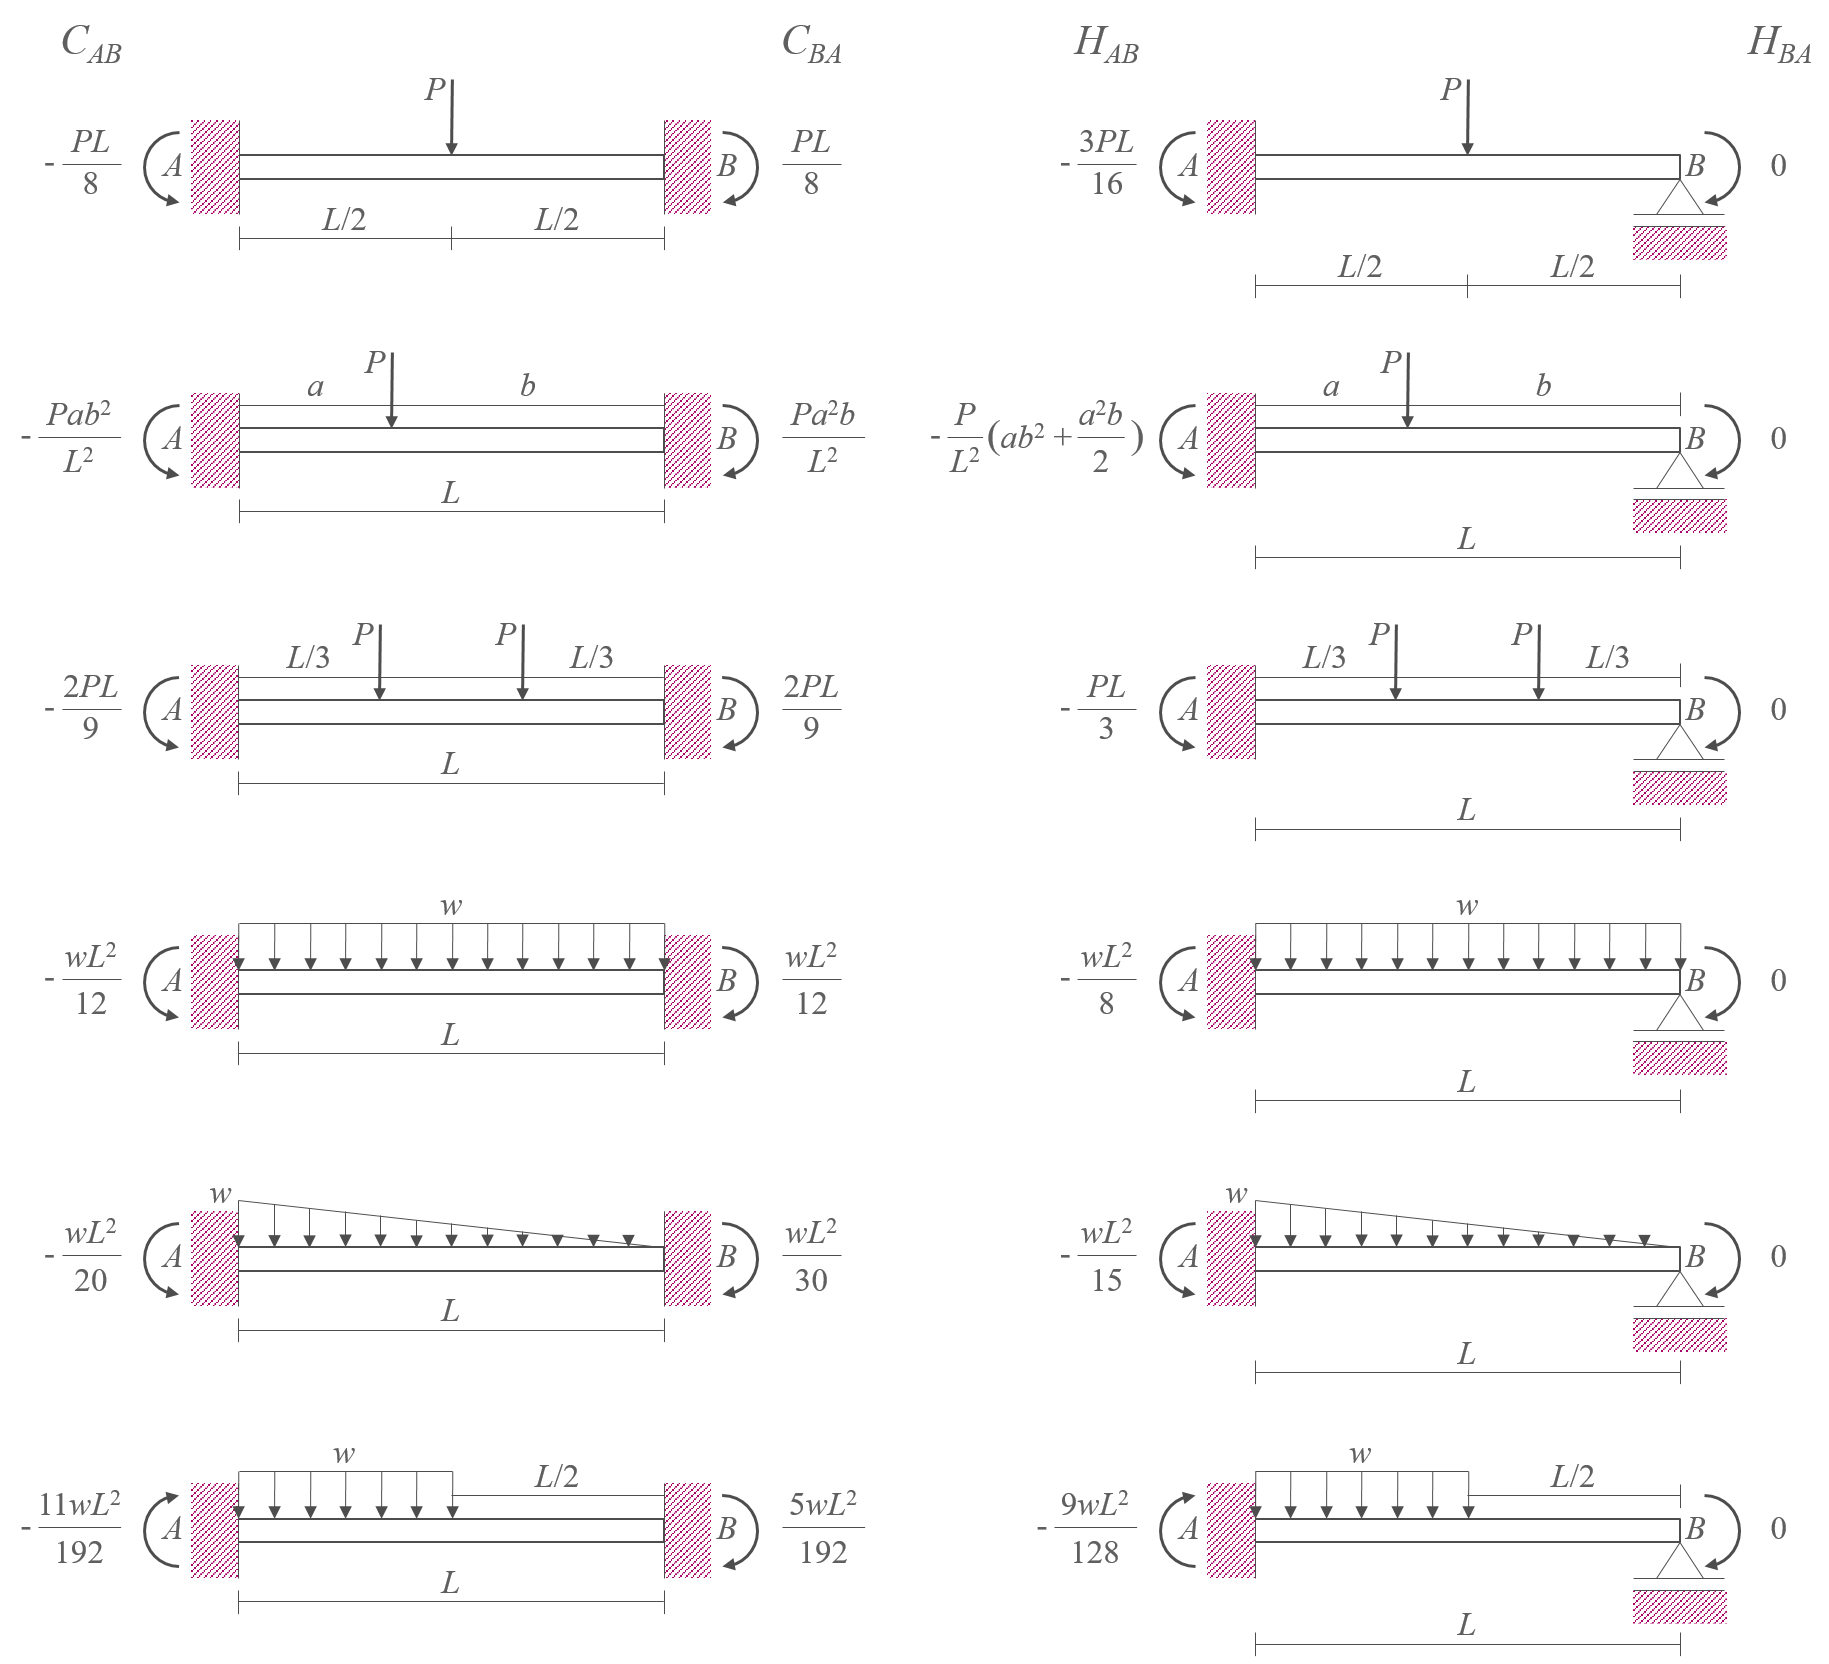 C_{AB} C_{BA} H_{AB} H_{BA}
P P
-\frac{PL}{8} A B \frac{PL}{8} -\frac{3PL}{16} A B 0
L/2 L/2
L/2 L/2
P P
a b a b
-\frac{Pab^2}{L^2} A B \frac{Pa^2b}{L^2} -\frac{P}{L^2}(ab^2+\frac{a^2b}{2}) A B 0
L
L
P P P P
L/3 L/3 L/3 L/3
-\frac{2PL}{9} A B \frac{2PL}{9} -\frac{PL}{3} A B 0
L
L
w w
-\frac{wL^2}{12} A B \frac{wL^2}{12} -\frac{wL^2}{8} A B 0
L
L
w w
-\frac{wL^2}{20} A B \frac{wL^2}{30} -\frac{wL^2}{15} A B 0
L
L
w w
L/2 L/2
-\frac{11wL^2}{192} A B \frac{5wL^2}{192} -\frac{9wL^2}{128} A B 0
L
L